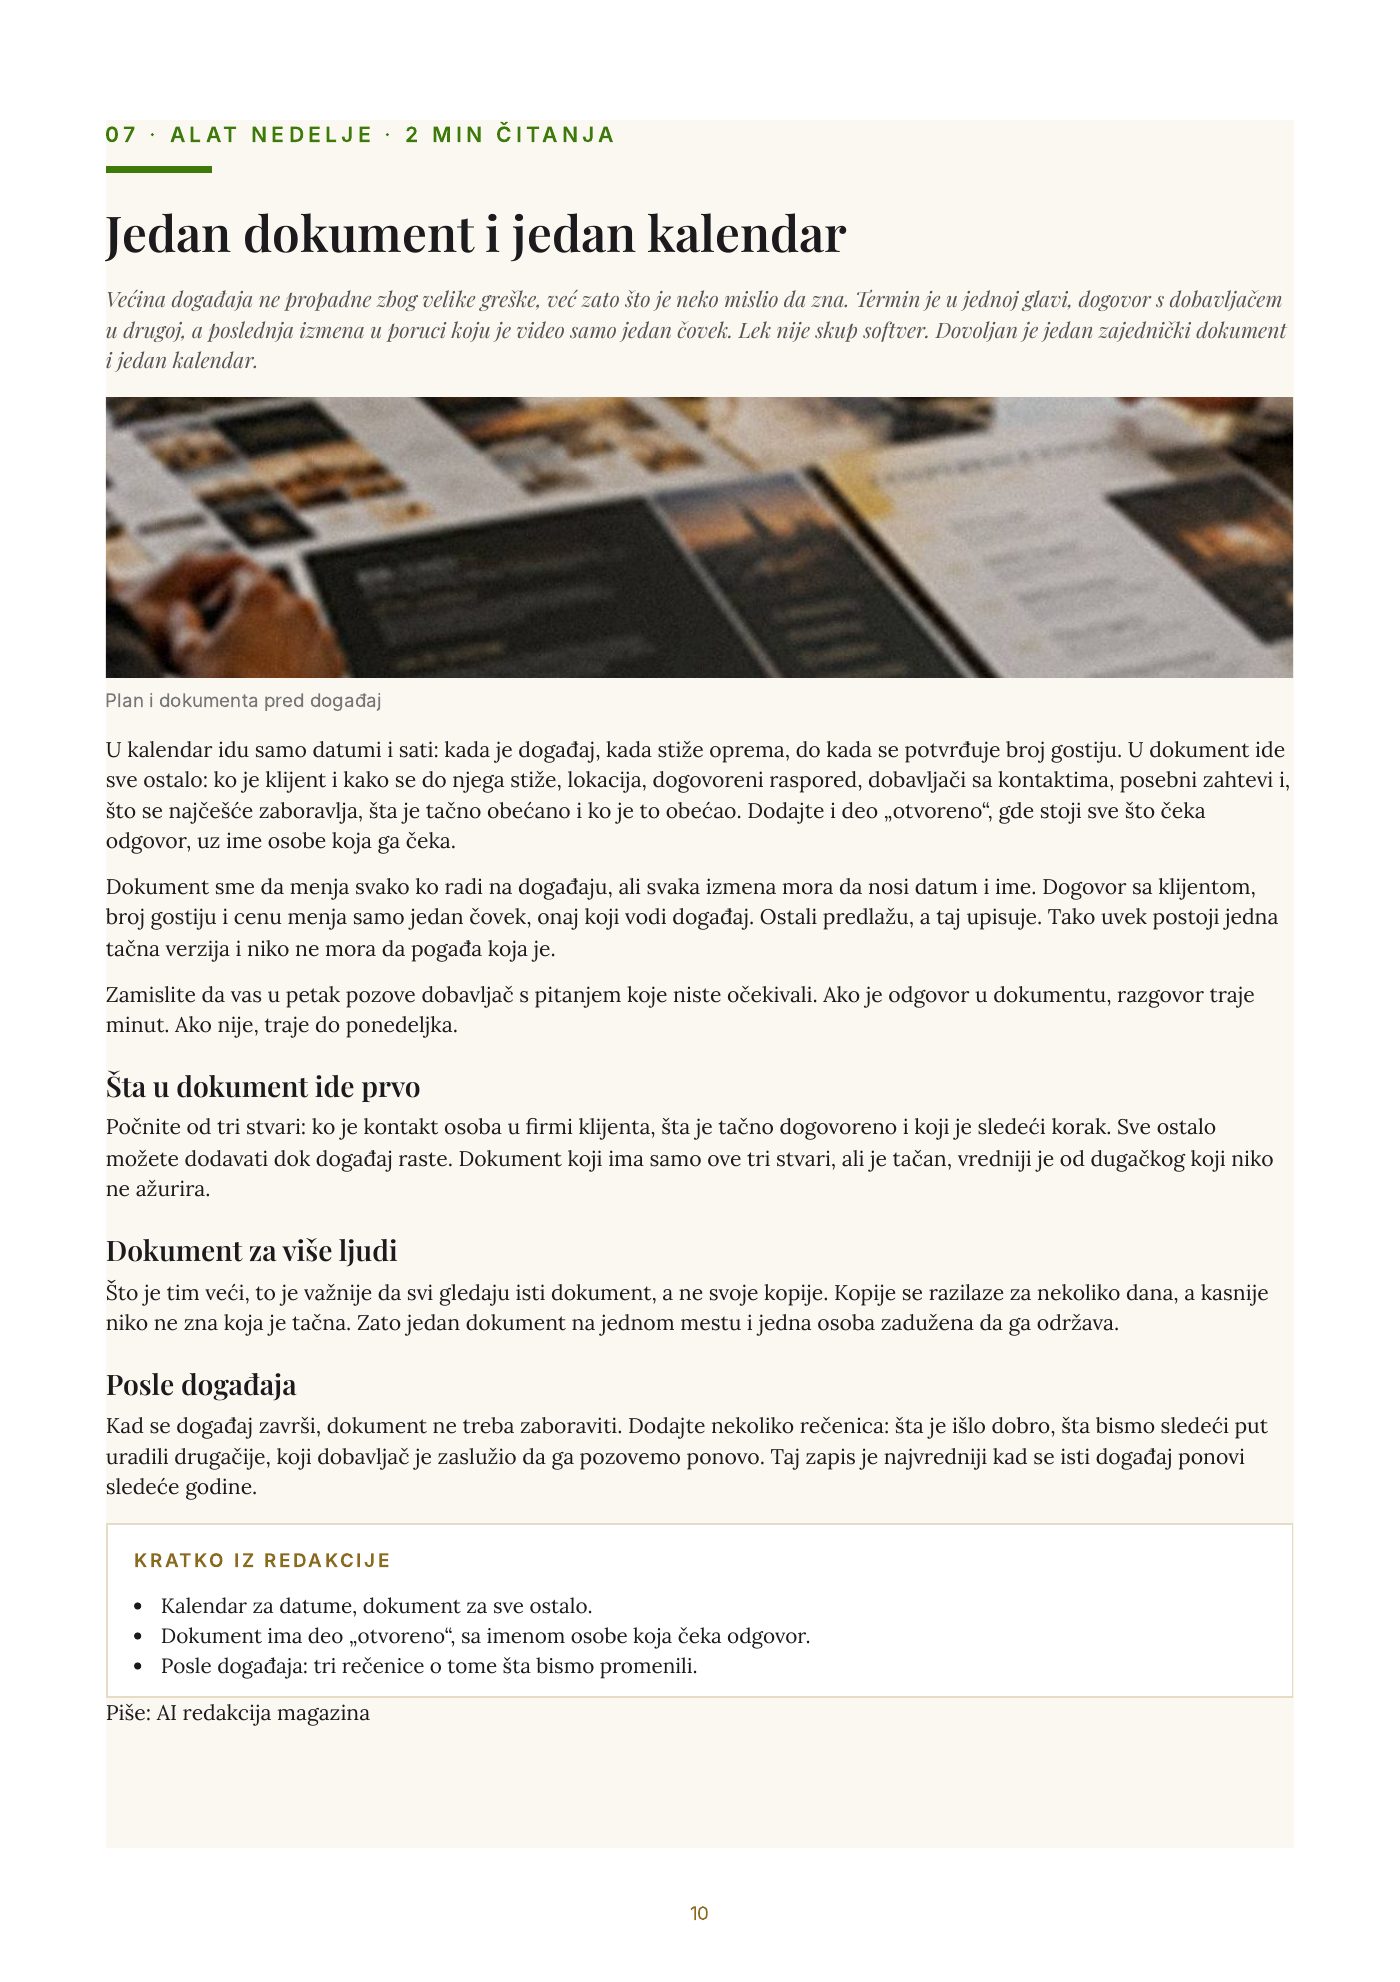 07 · ALAT NEDELJE · 2 MIN ČITANJA
Jedan dokument i jedan kalendar
Većina događaja ne propadne zbog velike greške, već zato što je neko mislio da zna. Termin je u jednoj glavi, dogovor s dobavljačem
u drugoj, a poslednja izmena u poruci koju je video samo jedan čovek. Lek nije skup softver. Dovoljan je jedan zajednički dokument
i jedan kalendar.
Plan i dokumenta pred događaj
U kalendar idu samo datumi i sati: kada je događaj, kada stiže oprema, do kada se potvrđuje broj gostiju. U dokument ide
sve ostalo: ko je klijent i kako se do njega stiže, lokacija, dogovoreni raspored, dobavljači sa kontaktima, posebni zahtevi i,
što se najčešće zaboravlja, šta je tačno obećano i ko je to obećao. Dodajte i deo „otvoreno“, gde stoji sve što čeka
odgovor, uz ime osobe koja ga čeka.
Dokument sme da menja svako ko radi na događaju, ali svaka izmena mora da nosi datum i ime. Dogovor sa klijentom,
broj gostiju i cenu menja samo jedan čovek, onaj koji vodi događaj. Ostali predlažu, a taj upisuje. Tako uvek postoji jedna
tačna verzija i niko ne mora da pogađa koja je.
Zamislite da vas u petak pozove dobavljač s pitanjem koje niste očekivali. Ako je odgovor u dokumentu, razgovor traje
minut. Ako nije, traje do ponedeljka.
Šta u dokument ide prvo
Počnite od tri stvari: ko je kontakt osoba u firmi klijenta, šta je tačno dogovoreno i koji je sledeći korak. Sve ostalo
možete dodavati dok događaj raste. Dokument koji ima samo ove tri stvari, ali je tačan, vredniji je od dugačkog koji niko
ne ažurira.
Dokument za više ljudi
Što je tim veći, to je važnije da svi gledaju isti dokument, a ne svoje kopije. Kopije se razilaze za nekoliko dana, a kasnije
niko ne zna koja je tačna. Zato jedan dokument na jednom mestu i jedna osoba zadužena da ga održava.
Posle događaja
Kad se događaj završi, dokument ne treba zaboraviti. Dodajte nekoliko rečenica: šta je išlo dobro, šta bismo sledeći put
uradili drugačije, koji dobavljač je zaslužio da ga pozovemo ponovo. Taj zapis je najvredniji kad se isti događaj ponovi
sledeće godine.
KRATKO IZ REDAKCIJE
• Kalendar za datume, dokument za sve ostalo.
• Dokument ima deo „otvoreno“, sa imenom osobe koja čeka odgovor.
• Posle događaja: tri rečenice o tome šta bismo promenili.
Piše: AI redakcija magazina
10